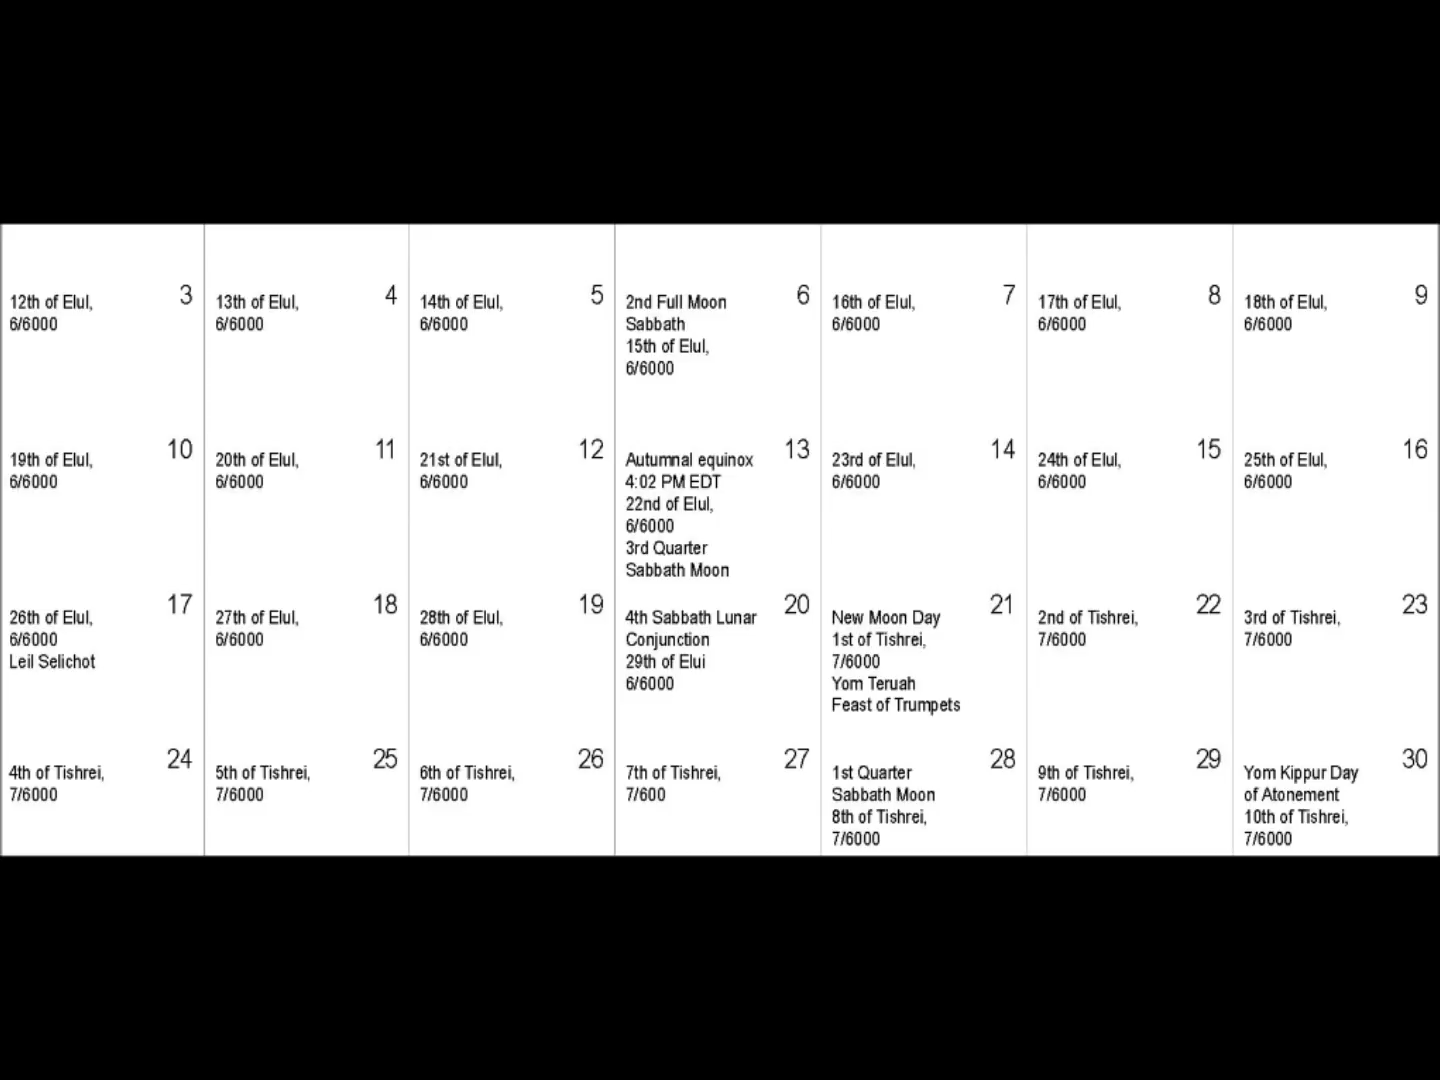 3
12th of Elul,
6/6000
4
13th of Elul,
6/6000
5
14th of Elul,
6/6000
6
2nd Full Moon
Sabbath
15th of Elul,
6/6000
7
16th of Elul,
6/6000
8
17th of Elul,
6/6000
9
18th of Elul,
6/6000
10
19th of Elul,
6/6000
11
20th of Elul,
6/6000
12
21st of Elul,
6/6000
13
Autumnal equinox
4:02 PM EDT
22nd of Elul,
6/6000
3rd Quarter
Sabbath Moon
14
23rd of Elul,
6/6000
15
24th of Elul,
6/6000
16
25th of Elul,
6/6000
17
26th of Elul,
6/6000
Leil Selichot
18
27th of Elul,
6/6000
19
28th of Elul,
6/6000
20
4th Sabbath Lunar
Conjunction
29th of Elui
6/6000
21
New Moon Day
1st of Tishrei,
7/6000
Yom Teruah
Feast of Trumpets
22
2nd of Tishrei,
7/6000
23
3rd of Tishrei,
7/6000
24
4th of Tishrei,
7/6000
25
5th of Tishrei,
7/6000
26
6th of Tishrei,
7/6000
27
7th of Tishrei,
7/600
28
1st Quarter
Sabbath Moon
8th of Tishrei,
7/6000
29
9th of Tishrei,
7/6000
30
Yom Kippur Day
of Atonement
10th of Tishrei,
7/6000